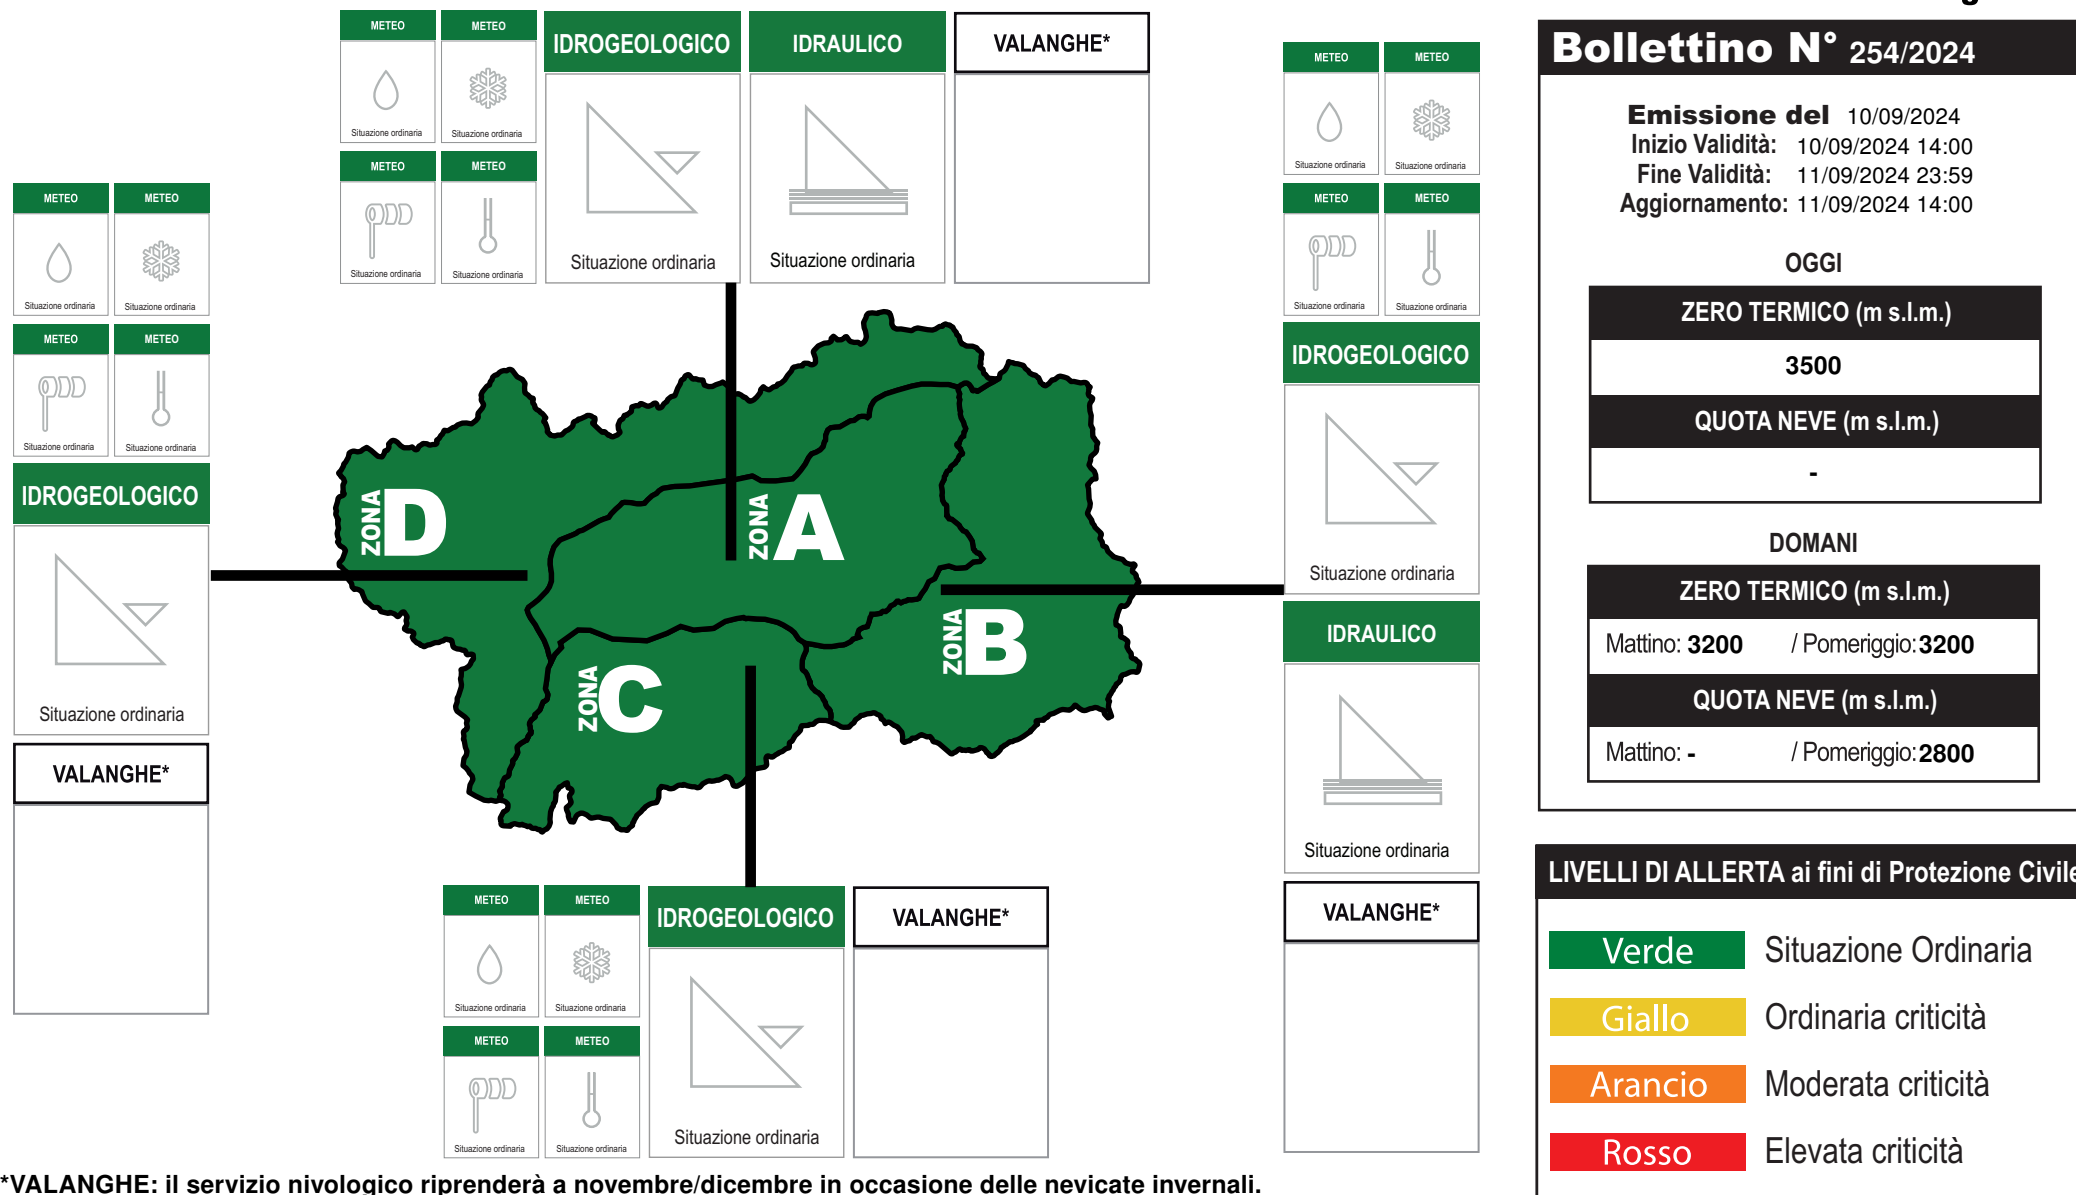 METEO
METEO
IDROGEOLOGICO
IDRAULICO
VALANGHE*
Situazione ordinaria
Situazione ordinaria
METEO
METEO
Situazione ordinaria
Situazione ordinaria
Situazione ordinaria
Situazione ordinaria
METEO
METEO
Situazione ordinaria
Situazione ordinaria
METEO
METEO
Situazione ordinaria
Situazione ordinaria
IDROGEOLOGICO
Situazione ordinaria
VALANGHE*
ZONA D
ZONA A
ZONA B
ZONA C
METEO
METEO
Situazione ordinaria
Situazione ordinaria
METEO
METEO
Situazione ordinaria
Situazione ordinaria
IDROGEOLOGICO
Situazione ordinaria
IDRAULICO
Situazione ordinaria
VALANGHE*
METEO
METEO
IDROGEOLOGICO
VALANGHE*
Situazione ordinaria
Situazione ordinaria
METEO
METEO
Situazione ordinaria
Situazione ordinaria
Situazione ordinaria
*VALANGHE: il servizio nivologico riprenderà a novembre/dicembre in occasione delle nevicate invernali.
Bollettino N° 254/2024
Emissione del 10/09/2024
Inizio Validità: 10/09/2024 14:00
Fine Validità: 11/09/2024 23:59
Aggiornamento: 11/09/2024 14:00
OGGI
ZERO TERMICO (m s.l.m.)
3500
QUOTA NEVE (m s.l.m.)
-
DOMANI
ZERO TERMICO (m s.l.m.)
Mattino: 3200 / Pomeriggio: 3200
QUOTA NEVE (m s.l.m.)
Mattino: - / Pomeriggio: 2800
LIVELLI DI ALLERTA ai fini di Protezione Civile
Verde Situazione Ordinaria
Giallo Ordinaria criticità
Arancio Moderata criticità
Rosso Elevata criticità